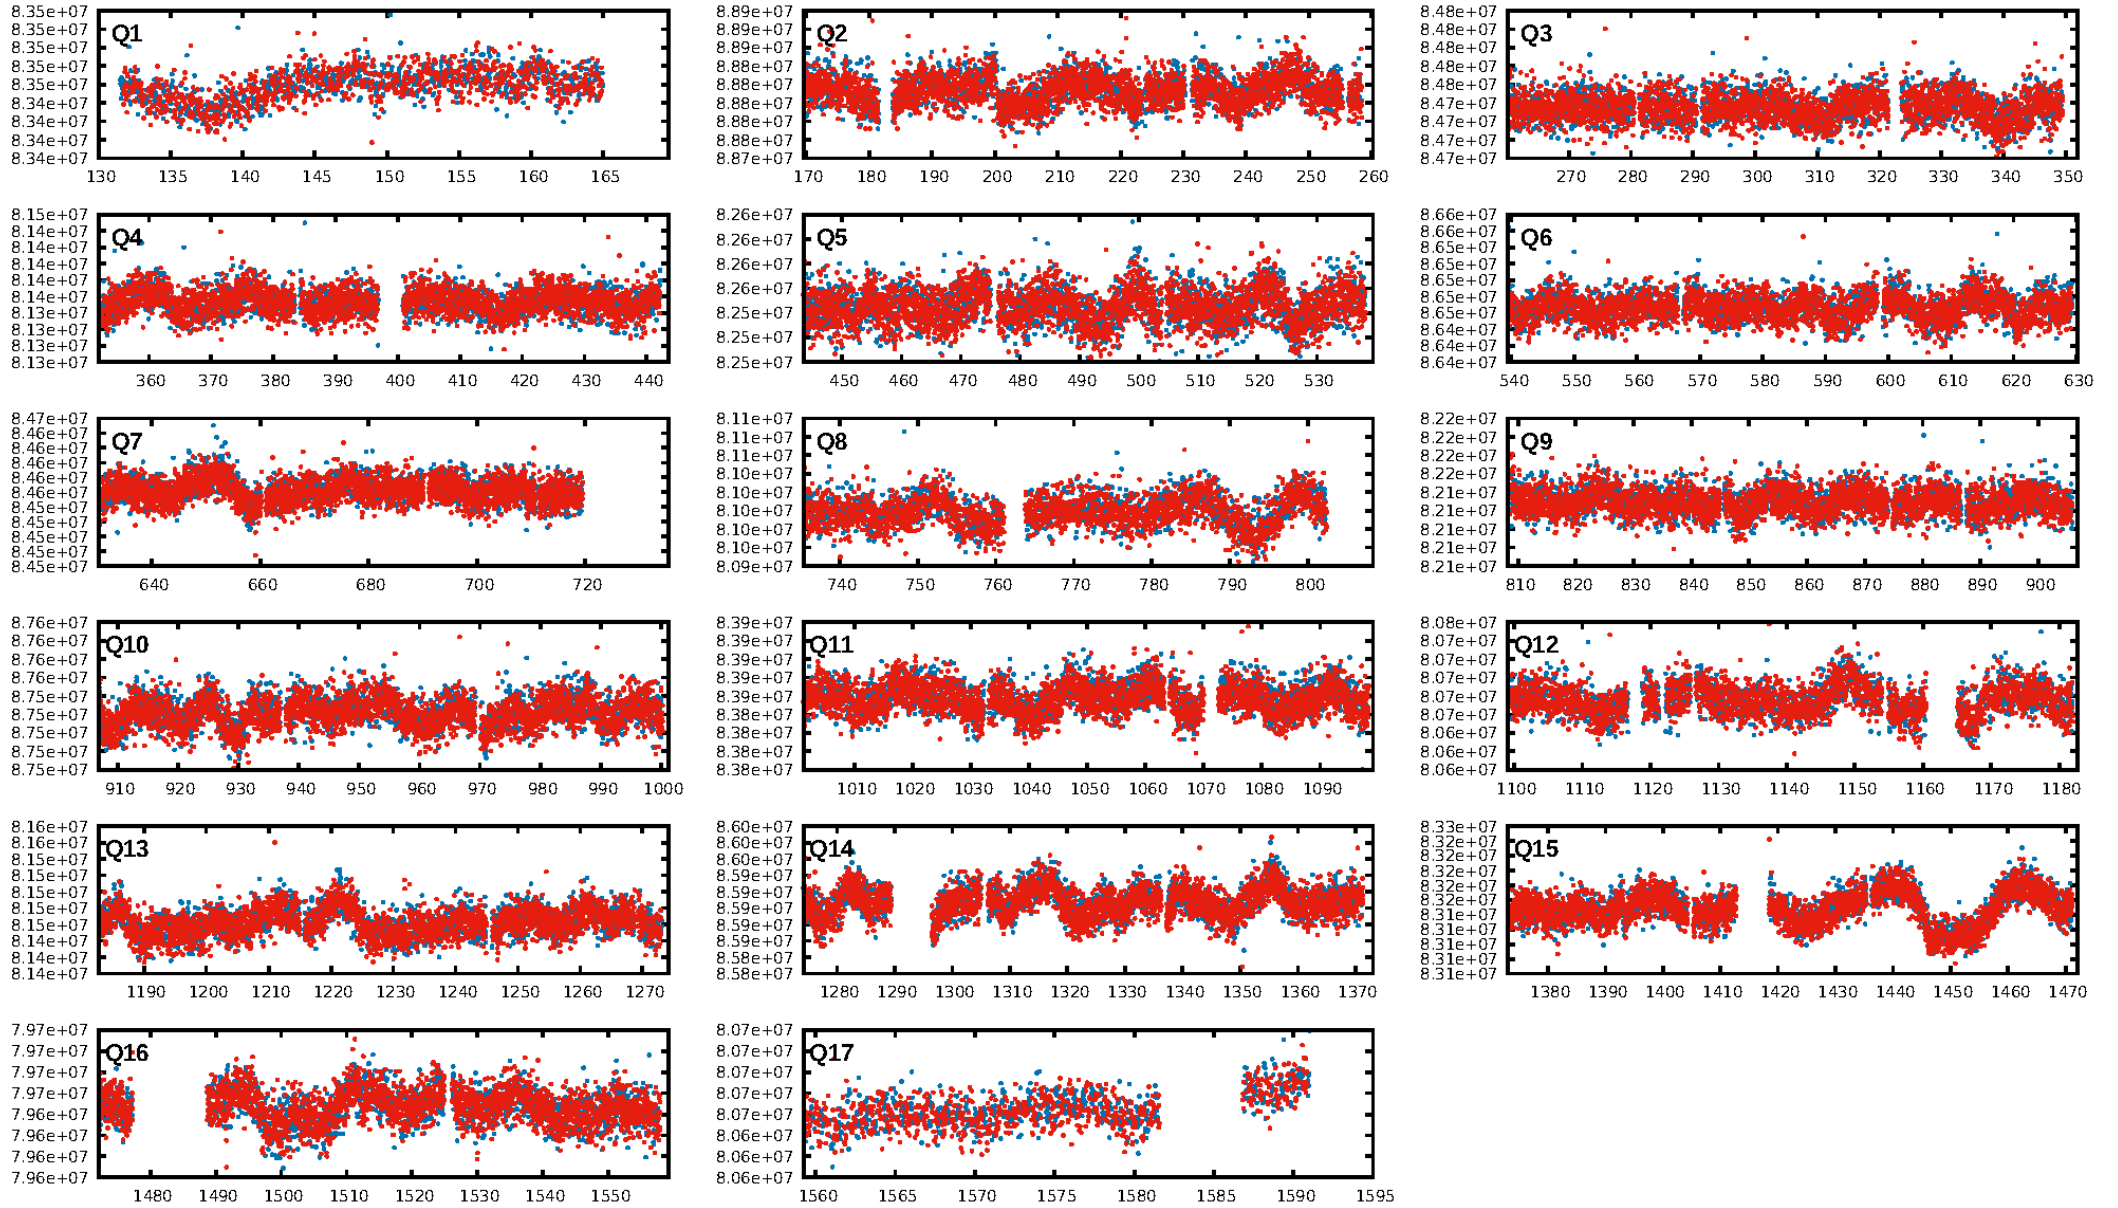 8.35e+07
8.35e+07
8.35e+07
8.35e+07
8.35e+07
8.34e+07
8.34e+07
8.34e+07
8.34e+07
Q1
130 135 140 145 150 155 160 165
8.89e+07
8.89e+07
8.89e+07
8.88e+07
8.88e+07
8.88e+07
8.88e+07
8.88e+07
8.87e+07
Q2
170 180 190 200 210 220 230 240 250 260
8.48e+07
8.48e+07
8.48e+07
8.48e+07
8.48e+07
8.47e+07
8.47e+07
8.47e+07
8.47e+07
Q3
270 280 290 300 310 320 330 340 350
8.15e+07
8.14e+07
8.14e+07
8.14e+07
8.14e+07
8.14e+07
8.13e+07
8.13e+07
8.13e+07
8.13e+07
Q4
360 370 380 390 400 410 420 430 440
8.26e+07
8.26e+07
8.26e+07
8.26e+07
8.25e+07
8.25e+07
8.25e+07
Q5
450 460 470 480 490 500 510 520 530
8.66e+07
8.66e+07
8.65e+07
8.65e+07
8.65e+07
8.65e+07
8.65e+07
8.64e+07
8.64e+07
8.64e+07
Q6
540 550 560 570 580 590 600 610 620 630
8.47e+07
8.46e+07
8.46e+07
8.46e+07
8.46e+07
8.46e+07
8.45e+07
8.45e+07
8.45e+07
8.45e+07
8.45e+07
Q7
640 660 680 700 720
8.11e+07
8.11e+07
8.11e+07
8.10e+07
8.10e+07
8.10e+07
8.10e+07
8.10e+07
8.09e+07
Q8
740 750 760 770 780 790 800
8.22e+07
8.22e+07
8.22e+07
8.22e+07
8.21e+07
8.21e+07
8.21e+07
8.21e+07
8.21e+07
Q9
810 820 830 840 850 860 870 880 890 900
8.76e+07
8.76e+07
8.76e+07
8.76e+07
8.75e+07
8.75e+07
8.75e+07
8.75e+07
8.75e+07
Q10
910 920 930 940 950 960 970 980 990 1000
8.39e+07
8.39e+07
8.39e+07
8.39e+07
8.39e+07
8.38e+07
8.38e+07
8.38e+07
8.38e+07
Q11
1010 1020 1030 1040 1050 1060 1070 1080 1090
8.08e+07
8.07e+07
8.07e+07
8.07e+07
8.07e+07
8.07e+07
8.06e+07
8.06e+07
8.06e+07
Q12
1100 1110 1120 1130 1140 1150 1160 1170 1180
8.16e+07
8.16e+07
8.15e+07
8.15e+07
8.15e+07
8.15e+07
8.15e+07
8.14e+07
8.14e+07
8.14e+07
Q13
1190 1200 1210 1220 1230 1240 1250 1260 1270
8.60e+07
8.60e+07
8.60e+07
8.59e+07
8.59e+07
8.59e+07
8.59e+07
8.59e+07
8.58e+07
8.58e+07
Q14
1280 1290 1300 1310 1320 1330 1340 1350 1360 1370
8.33e+07
8.32e+07
8.32e+07
8.32e+07
8.32e+07
8.32e+07
8.31e+07
8.31e+07
8.31e+07
8.31e+07
8.31e+07
Q15
1380 1390 1400 1410 1420 1430 1440 1450 1460 1470
7.97e+07
7.97e+07
7.97e+07
7.97e+07
7.96e+07
7.96e+07
7.96e+07
7.96e+07
Q16
1480 1490 1500 1510 1520 1530 1540 1550
8.07e+07
8.07e+07
8.07e+07
8.07e+07
8.07e+07
8.06e+07
8.06e+07
8.06e+07
Q17
1560 1565 1570 1575 1580 1585 1590 1595